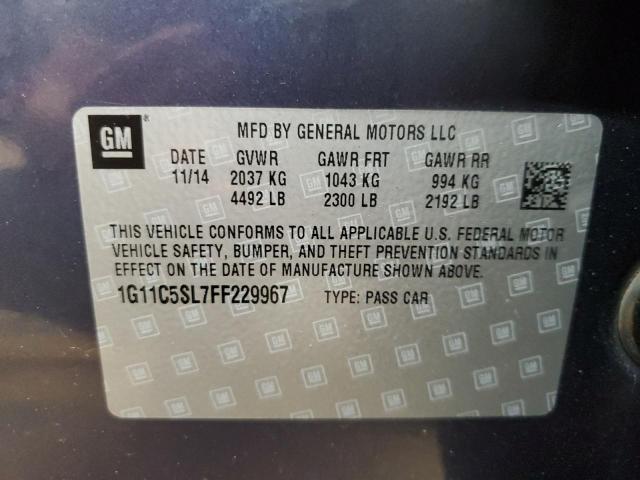 GM
MFD BY GENERAL MOTORS LLC
DATE GVWR GAWR FRT GAWR RR
11/14 2037 KG 1043 KG 994 KG
4492 LB 2300 LB 2192 LB
THIS VEHICLE CONFORMS TO ALL APPLICABLE U.S. FEDERAL MOTOR
VEHICLE SAFETY, BUMPER, AND THEFT PREVENTION STANDARDS IN
EFFECT ON THE DATE OF MANUFACTURE SHOWN ABOVE.
1G11C5SL7FF229967 TYPE: PASS CAR